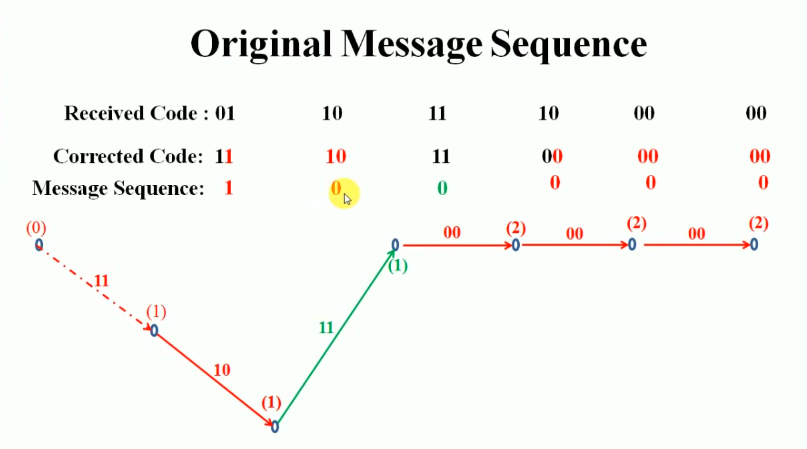 Original Message Sequence
Received Code : 01 10 11 10 00 00
Corrected Code: 11 10 11 00 00 00
Message Sequence: 1 0 0 0 0 0
(0) (2) (2) (2)
00 00 00
(1)
11
(1)
11
10
(1)